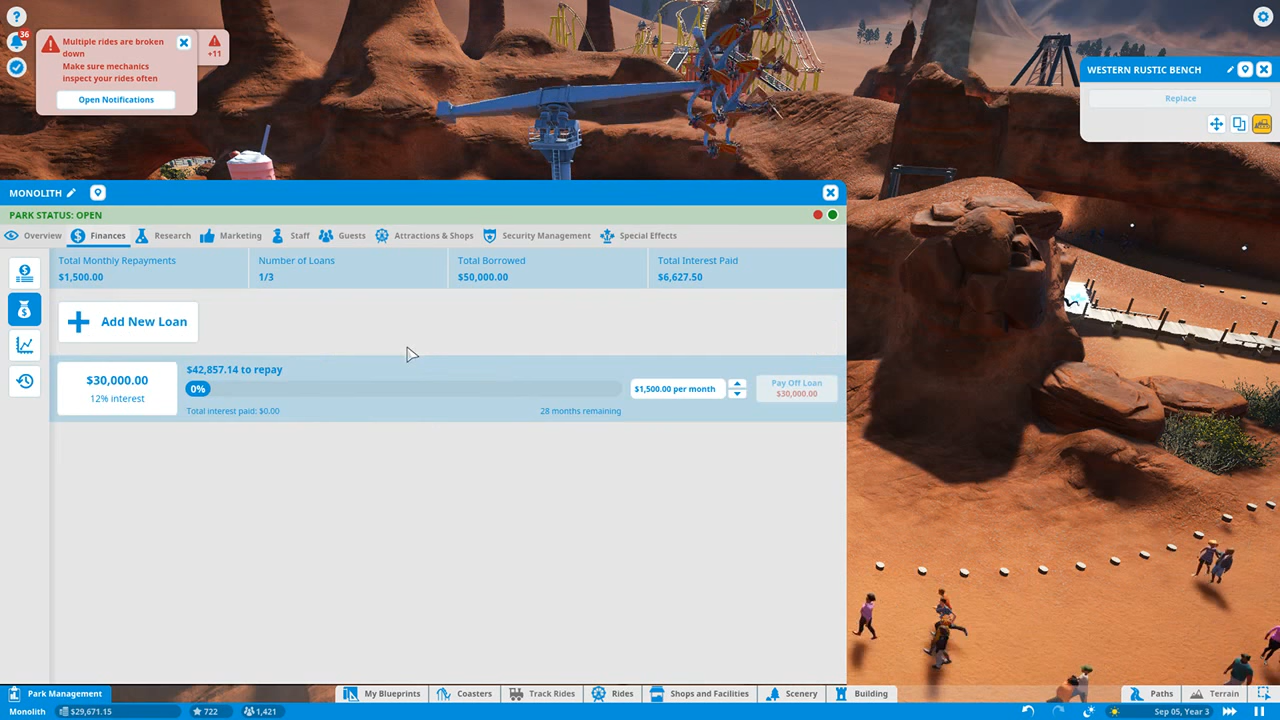 ?
36
Multiple rides are broken
down
Make sure mechanics
inspect your rides often
+11
Open Notifications
WESTERN RUSTIC BENCH
Replace
MONOLITH
PARK STATUS: OPEN
Overview
Finances
Research
Marketing
Staff
Guests
Attractions & Shops
Security Management
Special Effects
Total Monthly Repayments
$1,500.00
Number of Loans
1/3
Total Borrowed
$50,000.00
Total Interest Paid
$6,627.50
Add New Loan
$30,000.00
12% interest
$42,857.14 to repay
0%
Total interest paid: $0.00
28 months remaining
$1,500.00 per month
Pay Off Loan
$30,000.00
Park Management
My Blueprints
Coasters
Track Rides
Rides
Shops and Facilities
Scenery
Building
Paths
Terrain
Monolith
$29,671.15
722
1,421
Sep 05, Year 3